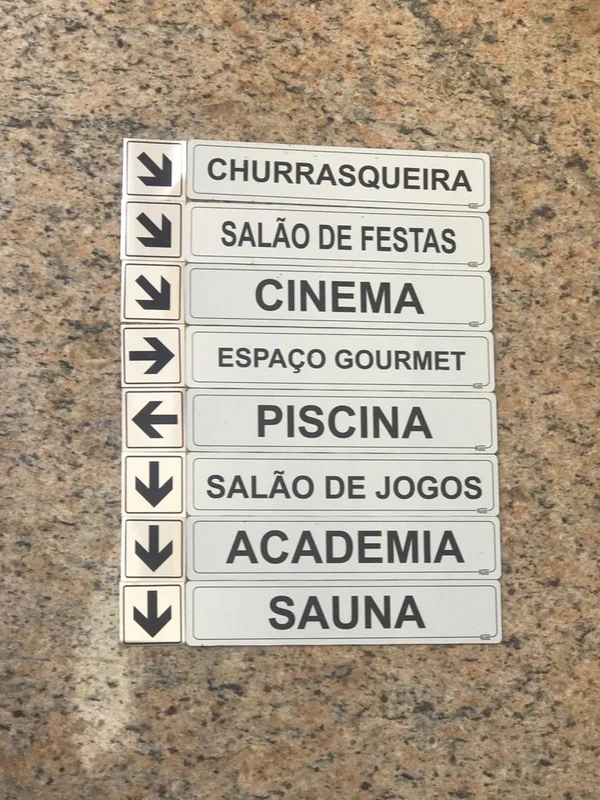 CHURRASQUEIRA
SALÃO DE FESTAS
CINEMA
ESPAÇO GOURMET
PISCINA
SALÃO DE JOGOS
ACADEMIA
SAUNA